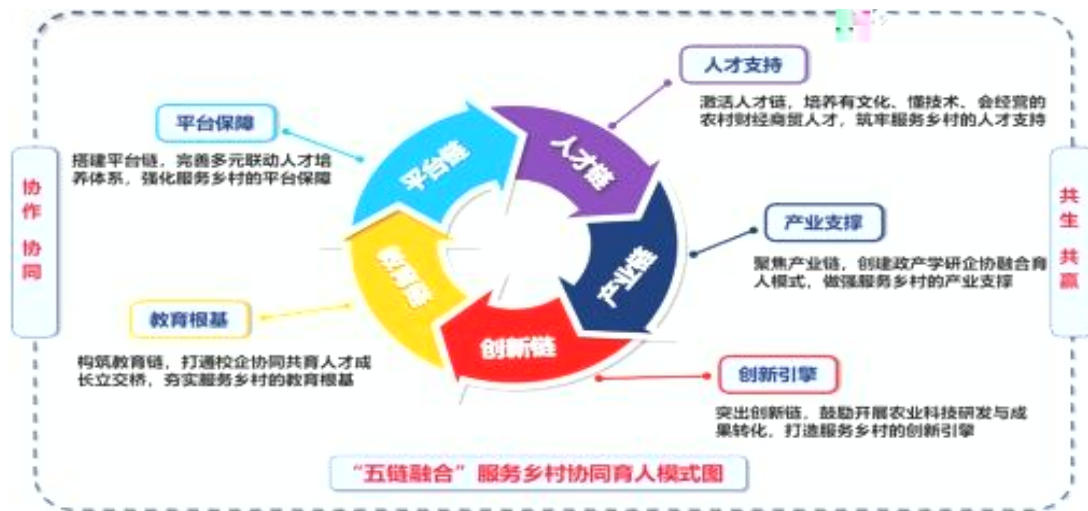 人才支持
激活人才链，培养有文化、懂技术、会经营的
农村财经商贸人才，筑牢服务乡村的人才支持
平台保障
搭建平台链，完善多元联动人才培
养体系，强化服务乡村的平台保障
平台链
人才链
产业链
创新链
教育链
协作 协同
共生 共赢
产业支撑
聚焦产业链，创建政产学研企协融合育
人模式，做强服务乡村的产业支撑
教育根基
构筑教育链，打通校企协同共育人才成
长立交桥，夯实服务乡村的教育根基
创新引擎
突出创新链，鼓励开展农业科技研发与成
果转化，打造服务乡村的创新引擎
“五链融合”服务乡村协同育人模式图